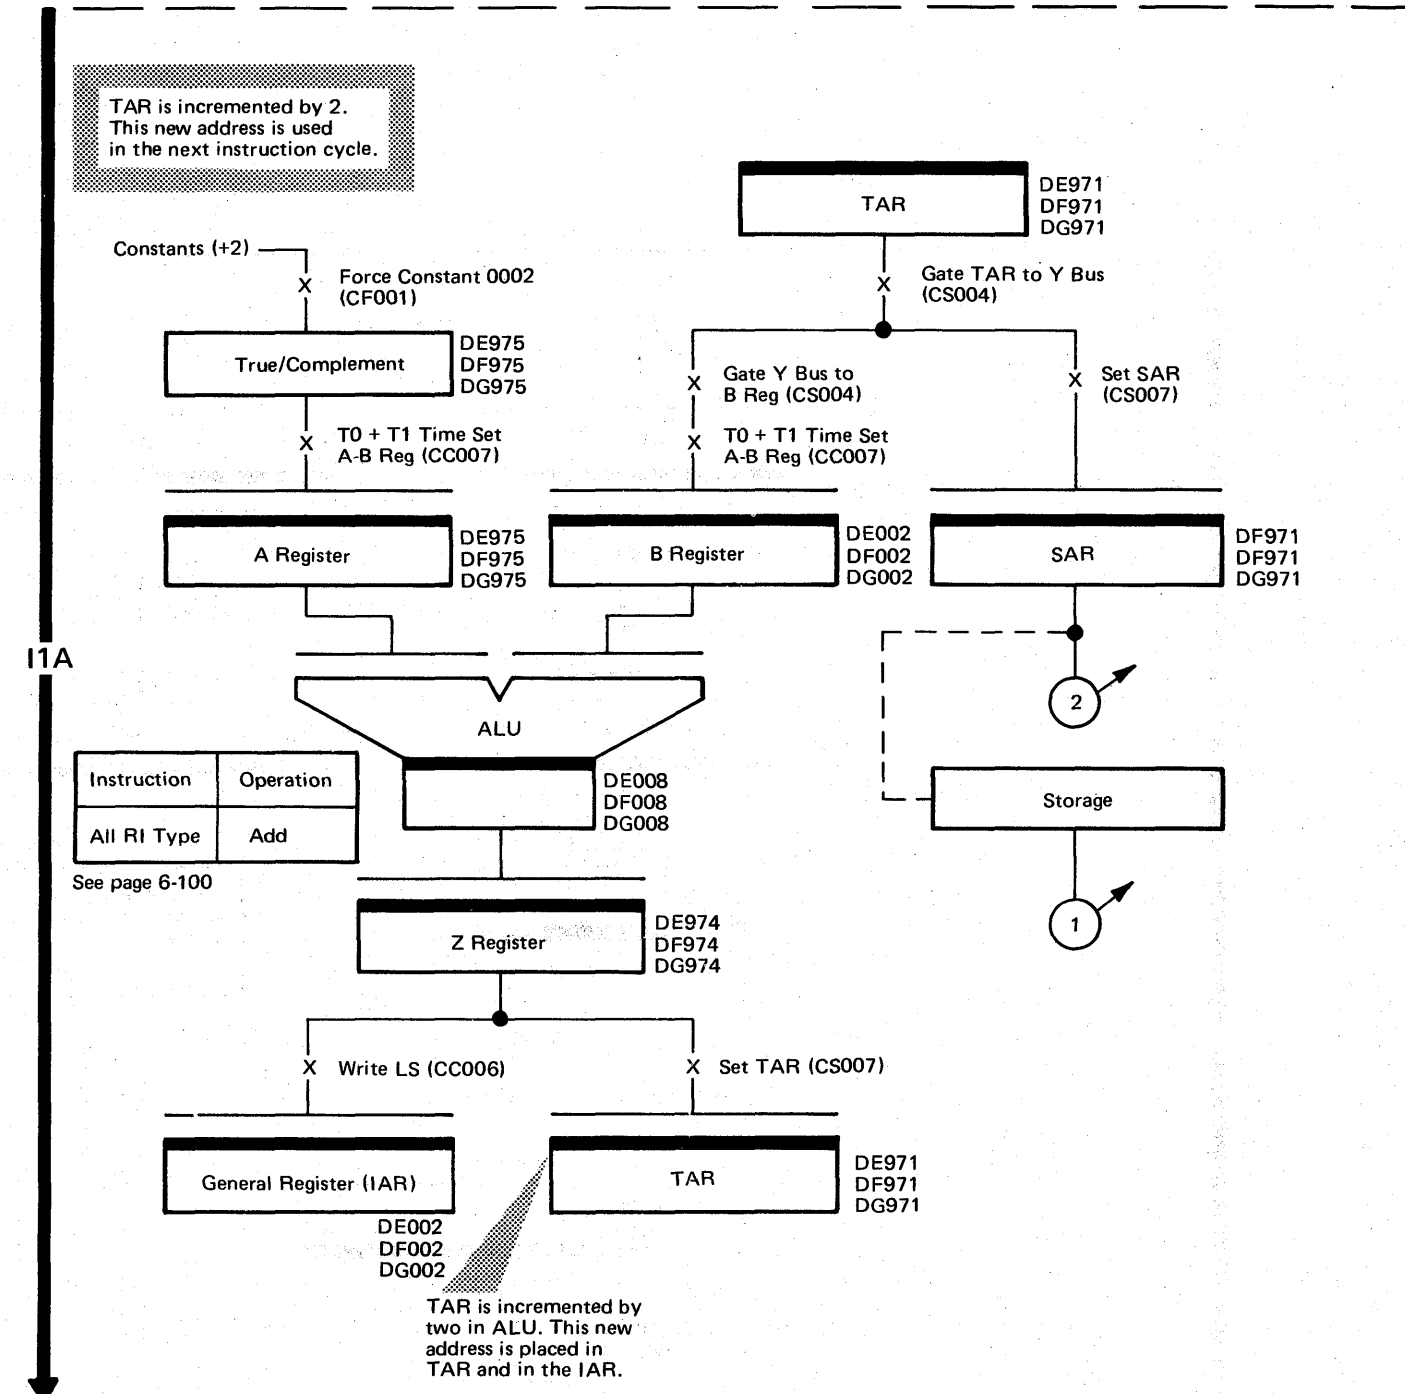 TAR is incremented by 2.
This new address is used
in the next instruction cycle.
TAR
DE971
DF971
DG971
Constants (+2)
Force Constant 0002
(CF001)
Gate TAR to Y Bus
(CS004)
True/Complement
DE975
DF975
DG975
Gate Y Bus to
B Reg (CS004)
Set SAR
(CS007)
T0 + T1 Time Set
A-B Reg (CC007)
T0 + T1 Time Set
A-B Reg (CC007)
A Register
DE975
DF975
DG975
B Register
DE002
DF002
DG002
SAR
DF971
DF971
DG971
I1A
2
ALU
Instruction Operation
All RI Type Add
See page 6-100
DE008
DF008
DG008
Storage
1
Z Register
DE974
DF974
DG974
Write LS (CC006)
Set TAR (CS007)
General Register (IAR)
DE002
DF002
DG002
TAR
DE971
DF971
DG971
TAR is incremented by
two in ALU. This new
address is placed in
TAR and in the IAR.